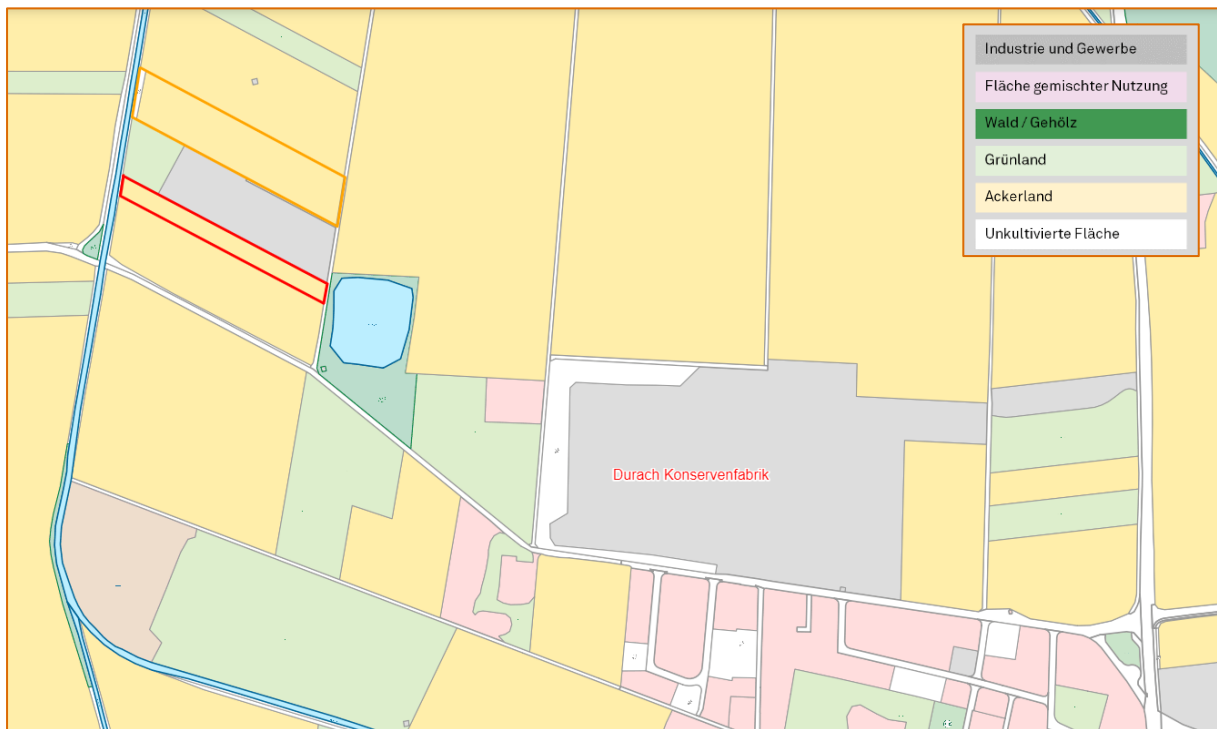 Industrie und Gewerbe
Fläche gemischter Nutzung
Wald / Gehölz
Grünland
Ackerland
Unkultivierte Fläche
Durach Konservenfabrik